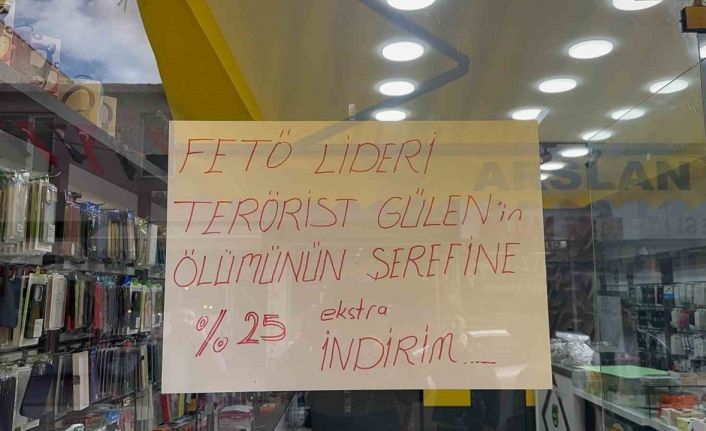 FETÖ LİDERİ
TERÖRİST GÜLEN'in
ÖLÜMÜNÜN ŞEREFİNE
% 25 ekstra
İNDİRİM....
ARSLAN